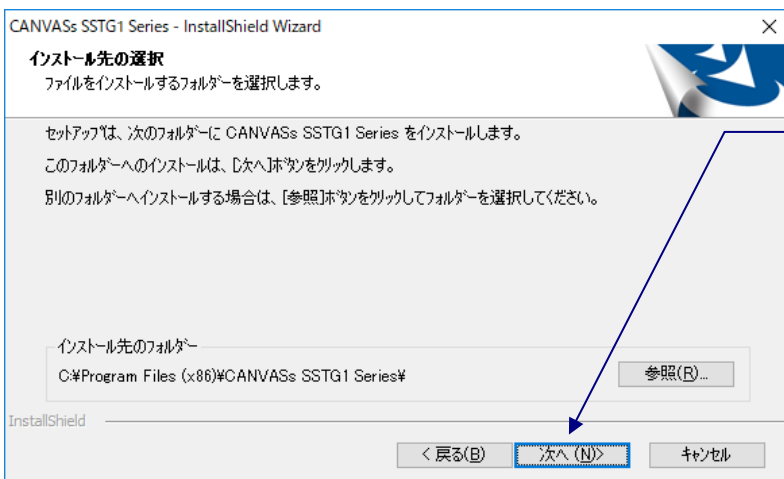 CANVASs SSTG1 Series - InstallShield Wizard
インストール先の選択
ファイルをインストールするフォルダーを選択します。
セットアップは、次のフォルダーに CANVASs SSTG1 Series をインストールします。
このフォルダーへのインストールは、[次へ]ボタンをクリックします。
別のフォルダーへインストールする場合は、[参照]ボタンをクリックしてフォルダーを選択してください。
インストール先のフォルダー
C:¥Program Files (x86)¥CANVASs SSTG1 Series¥
参照(R)...
InstallShield
< 戻る(B)
次へ (N)>
キャンセル